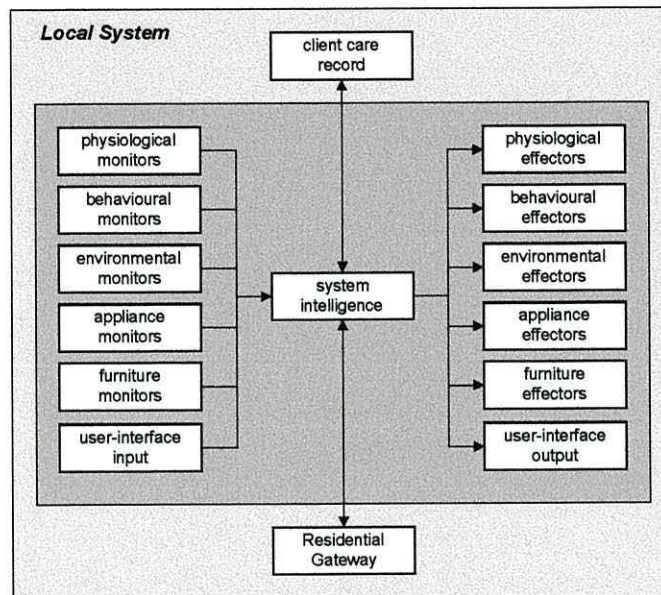 Local System
client care
record
physiological
monitors
behavioural
monitors
environmental
monitors
appliance
monitors
furniture
monitors
user-interface
input
system
intelligence
physiological
effectors
behavioural
effectors
environmental
effectors
appliance
effectors
furniture
effectors
user-interface
output
Residential
Gateway